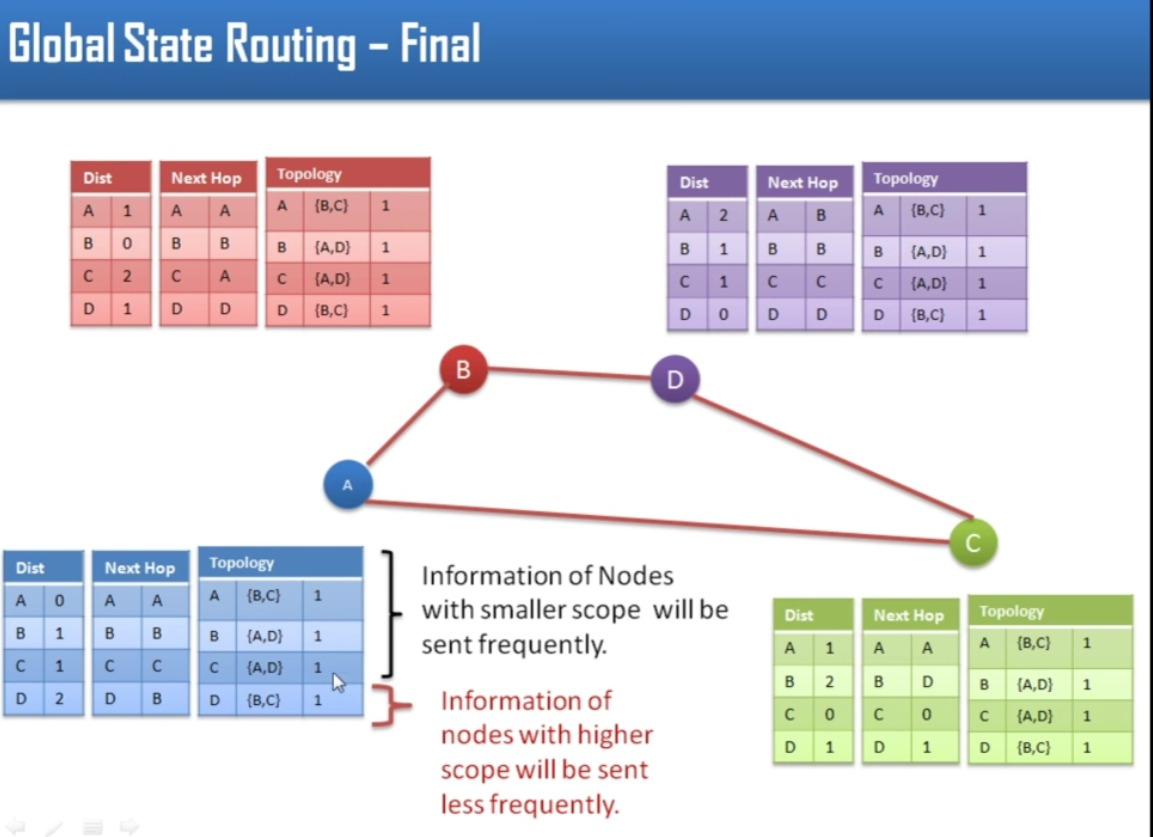 Global State Routing – Final
Dist
A 1
B 0
C 2
D 1
Next Hop
A A
B B
C A
D D
Topology
A {B,C} 1
B {A,D} 1
C {A,D} 1
D {B,C} 1
Dist
A 2
B 1
C 1
D 0
Next Hop
A B
B B
C C
D D
Topology
A {B,C} 1
B {A,D} 1
C {A,D} 1
D {B,C} 1
B
D
A
C
Dist
A 0
B 1
C 1
D 2
Next Hop
A A
B B
C C
D B
Topology
A {B,C} 1
B {A,D} 1
C {A,D} 1
D {B,C} 1
Information of Nodes
with smaller scope will be
sent frequently.
Information of
nodes with higher
scope will be sent
less frequently.
Dist
A 1
B 2
C 0
D 1
Next Hop
A A
B D
C 0
D 1
Topology
A {B,C} 1
B {A,D} 1
C {A,D} 1
D {B,C} 1